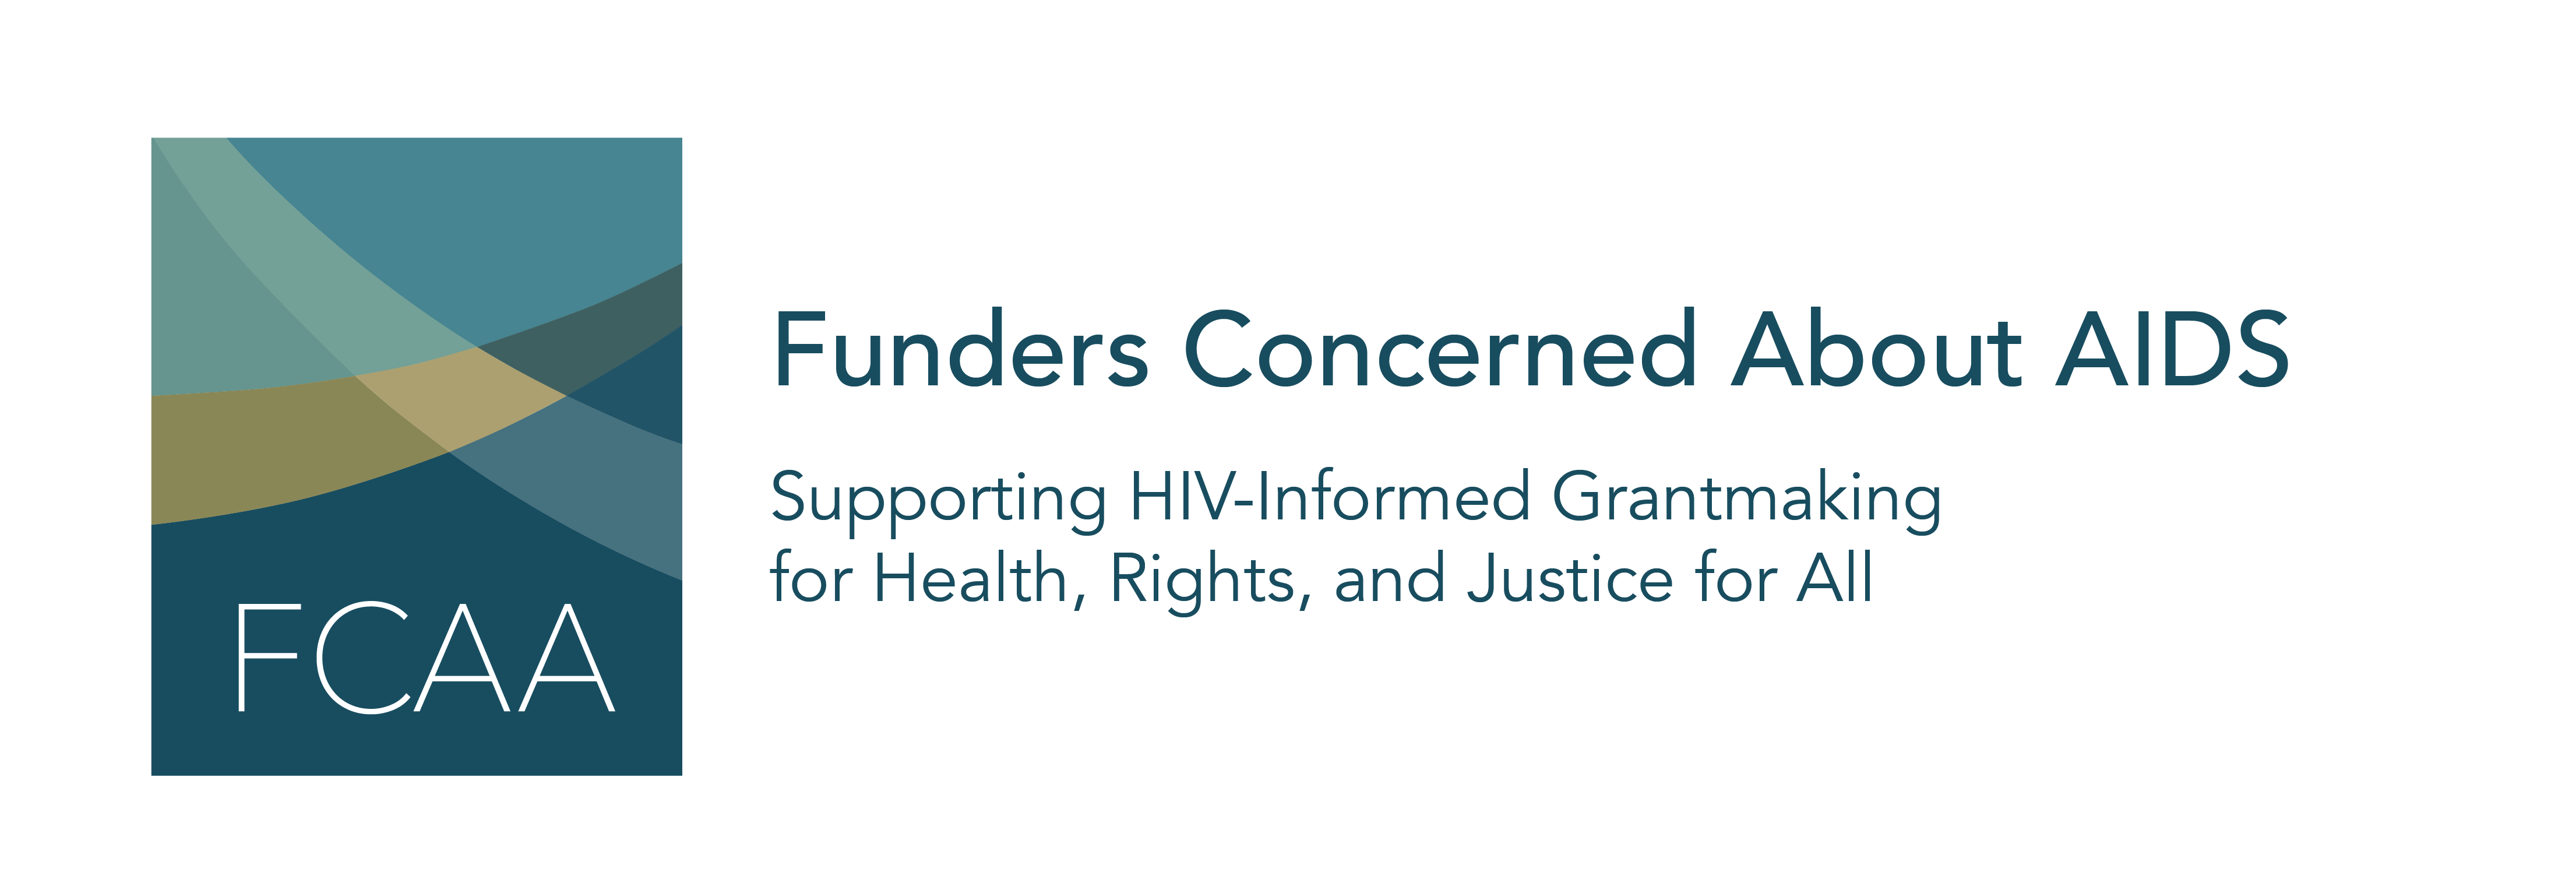 FCAA
Funders Concerned About AIDS
Supporting HIV-Informed Grantmaking
for Health, Rights, and Justice for All